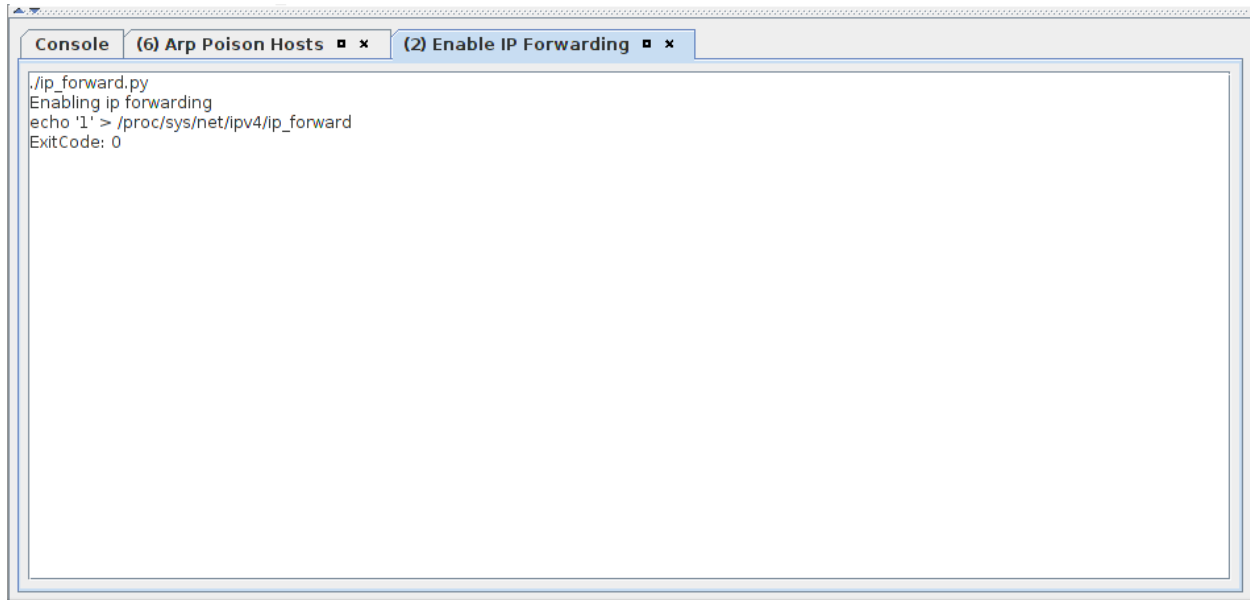 Console (6) Arp Poison Hosts (2) Enable IP Forwarding
./ip_forward.py
Enabling ip forwarding
echo '1' > /proc/sys/net/ipv4/ip_forward
ExitCode: 0